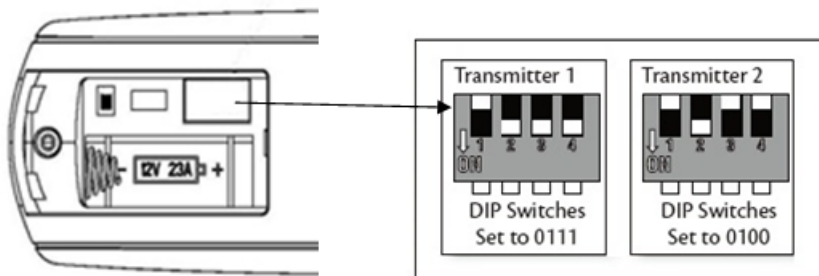 12V 23A
- +
Transmitter 1
1 2 3 4
ON
DIP Switches
Set to 0111
Transmitter 2
1 2 3 4
ON
DIP Switches
Set to 0100